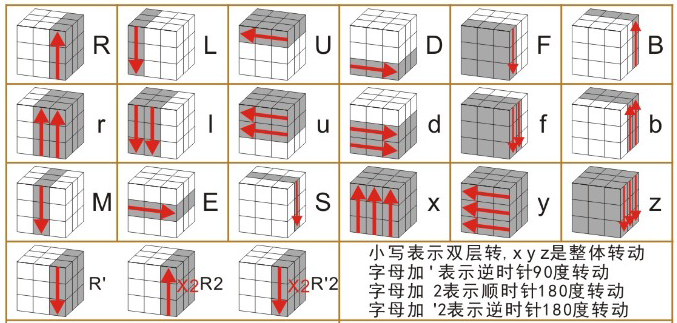 R L U D F B
r l u d f b
M E S x y z
R' X2 R2 X2 R'2
小写表示双层转,xyz是整体转动
字母加 ' 表示逆时针90度转动
字母加 2表示顺时针180度转动
字母加 '2表示逆时针180度转动